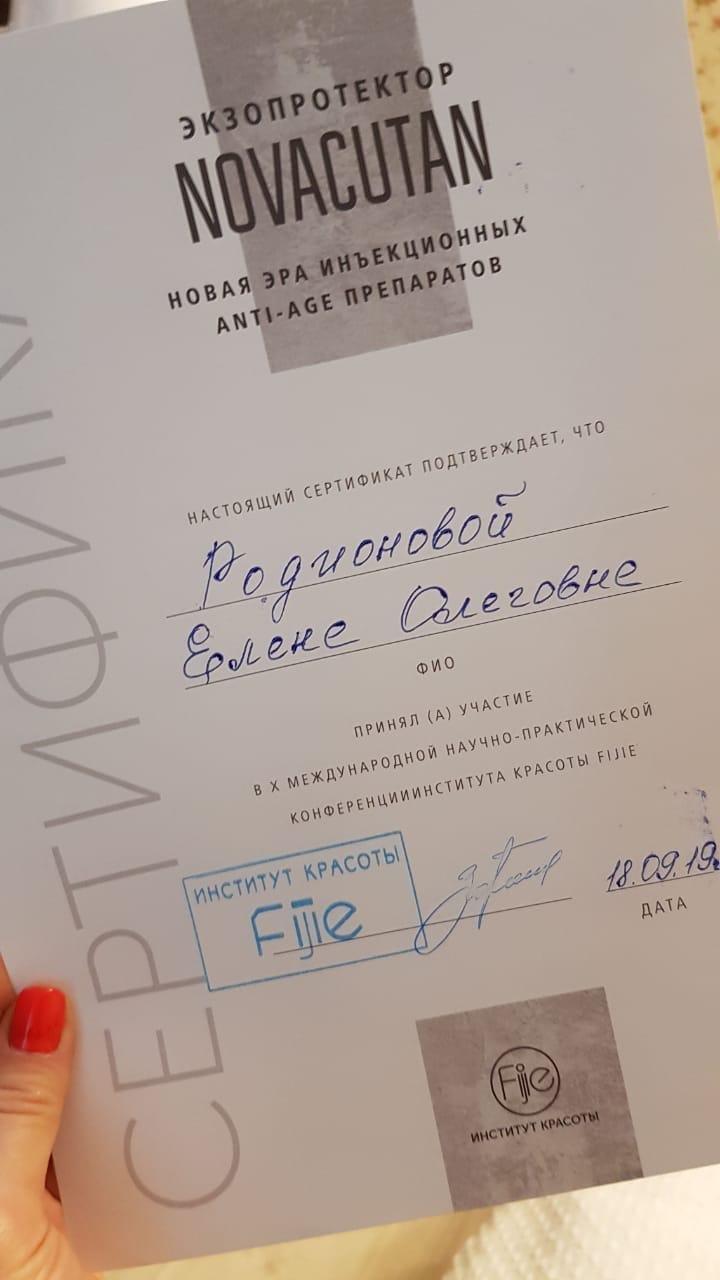 ЭКЗОПРОТЕКТОР
NOVACUTAN
НОВАЯ ЭРА ИНЪЕКЦИОННЫХ
ANTI-AGE ПРЕПАРАТОВ
НАСТОЯЩИЙ СЕРТИФИКАТ ПОДТВЕРЖДАЕТ, ЧТО
Родионовой
Елене Олеговне
ФИО
ПРИНЯЛ (А) УЧАСТИЕ
В X МЕЖДУНАРОДНОЙ НАУЧНО-ПРАКТИЧЕСКОЙ
КОНФЕРЕНЦИИИНСТИТУТА КРАСОТЫ FIJIE
ИНСТИТУТ КРАСОТЫ
Fijie
18.09.19.
ДАТА
Fijie
ИНСТИТУТ КРАСОТЫ
СЕРТИФИК